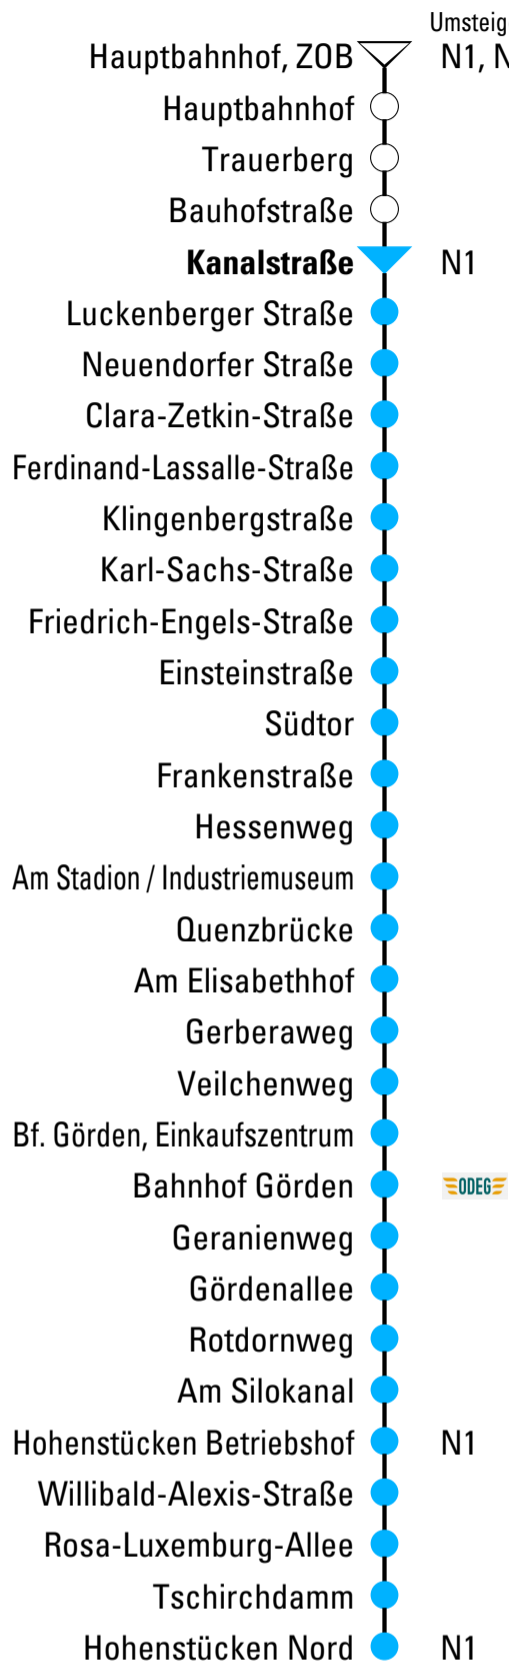 Umsteig
Hauptbahnhof, ZOB N1, N
Hauptbahnhof
Trauerberg
Bauhofstraße
Kanalstraße N1
Luckenberger Straße
Neuendorfer Straße
Clara-Zetkin-Straße
Ferdinand-Lassalle-Straße
Klingenbergstraße
Karl-Sachs-Straße
Friedrich-Engels-Straße
Einsteinstraße
Südtor
Frankenstraße
Hessenweg
Am Stadion / Industriemuseum
Quenzbrücke
Am Elisabethhof
Gerberaweg
Veilchenweg
Bf. Görden, Einkaufszentrum
Bahnhof Görden ODEG
Geranienweg
Gördenallee
Rotdornweg
Am Silokanal
Hohenstücken Betriebshof N1
Willibald-Alexis-Straße
Rosa-Luxemburg-Allee
Tschirchdamm
Hohenstücken Nord N1